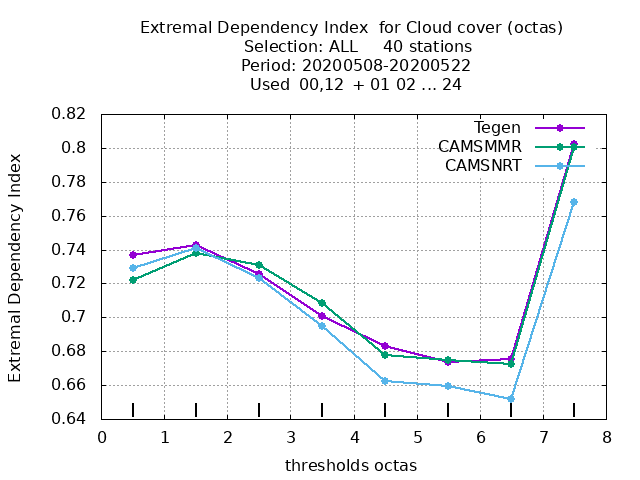 Extremal Dependency Index for Cloud cover (octas)
Selection: ALL 40 stations
Period: 20200508-20200522
Used 00,12 + 01 02 ... 24
0.82
0.8
0.78
0.76
0.74
0.72
0.7
0.68
0.66
0.64
Extremal Dependency Index
Tegen
CAMSMMR
CAMSNRT
0 1 2 3 4 5 6 7 8
thresholds octas